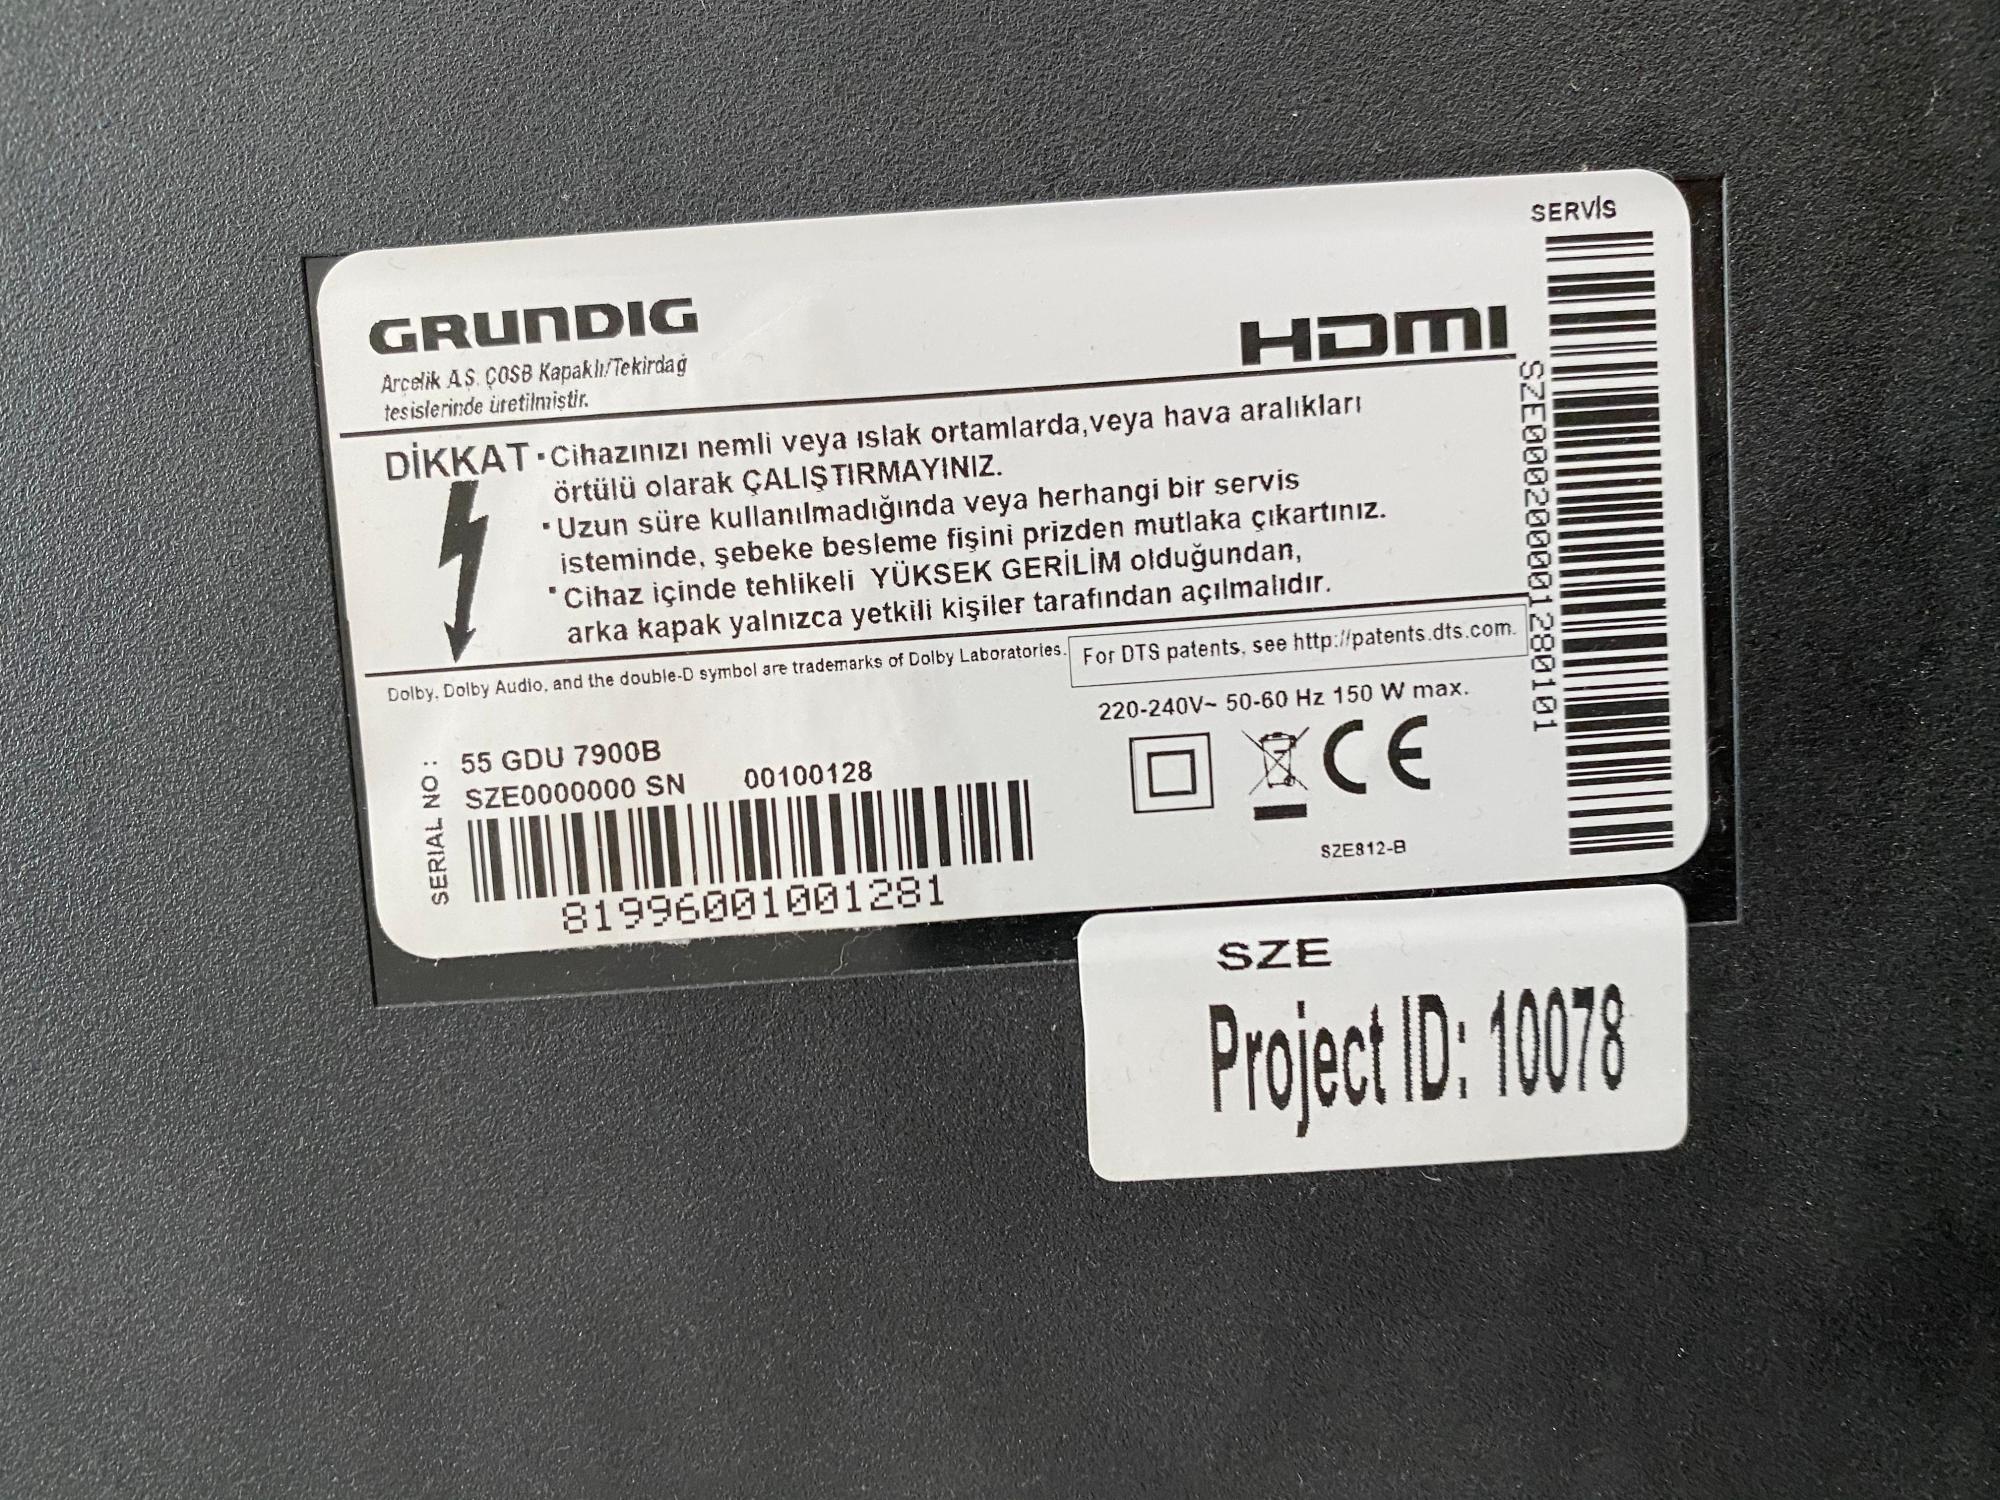 SERVİS
GRUNDIG
HDMI
Arcelik A.Ş. ÇOSB Kapaklı/Tekirdağ
tesislerinde üretilmiştir.
DİKKAT
· Cihazınızı nemli veya ıslak ortamlarda,veya hava aralıkları
örtülü olarak ÇALIŞTIRMAYINIZ.
· Uzun süre kullanılmadığında veya herhangi bir servis
isteminde, şebeke besleme fişini prizden mutlaka çıkartınız.
· Cihaz içinde tehlikeli YÜKSEK GERİLİM olduğundan,
arka kapak yalnızca yetkili kişiler tarafından açılmalıdır.
Dolby, Dolby Audio, and the double-D symbol are trademarks of Dolby Laboratories.
For DTS patents, see http://patents.dts.com.
220-240V~ 50-60 Hz 150 W max.
SERIAL NO :
55 GDU 7900B
SZE0000000 SN 00100128
81996001001281
CE
SZE812-B
SZE0002000001280101
SZE
Project ID: 10078